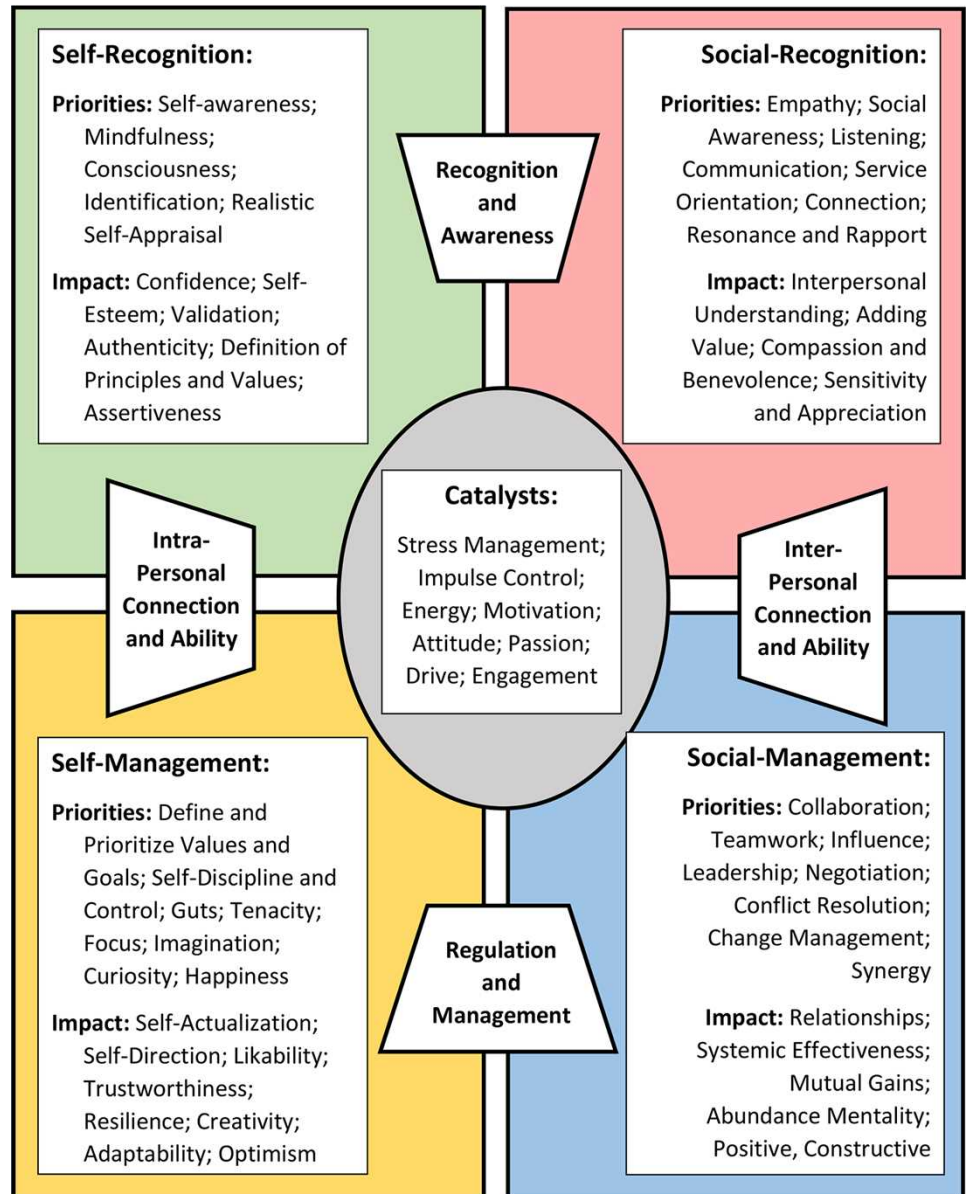 Self-Recognition:
Priorities: Self-awareness;
Mindfulness;
Consciousness;
Identification; Realistic
Self-Appraisal
Impact: Confidence; Self-
Esteem; Validation;
Authenticity; Definition of
Principles and Values;
Assertiveness
Recognition
and
Awareness
Social-Recognition:
Priorities: Empathy; Social
Awareness; Listening;
Communication; Service
Orientation; Connection;
Resonance and Rapport
Impact: Interpersonal
Understanding; Adding
Value; Compassion and
Benevolence; Sensitivity
and Appreciation
Intra-
Personal
Connection
and Ability
Catalysts:
Stress Management;
Impulse Control;
Energy; Motivation;
Attitude; Passion;
Drive; Engagement
Inter-
Personal
Connection
and Ability
Self-Management:
Priorities: Define and
Prioritize Values and
Goals; Self-Discipline and
Control; Guts; Tenacity;
Focus; Imagination;
Curiosity; Happiness
Impact: Self-Actualization;
Self-Direction; Likability;
Trustworthiness;
Resilience; Creativity;
Adaptability; Optimism
Regulation
and
Management
Social-Management:
Priorities: Collaboration;
Teamwork; Influence;
Leadership; Negotiation;
Conflict Resolution;
Change Management;
Synergy
Impact: Relationships;
Systemic Effectiveness;
Mutual Gains;
Abundance Mentality;
Positive, Constructive